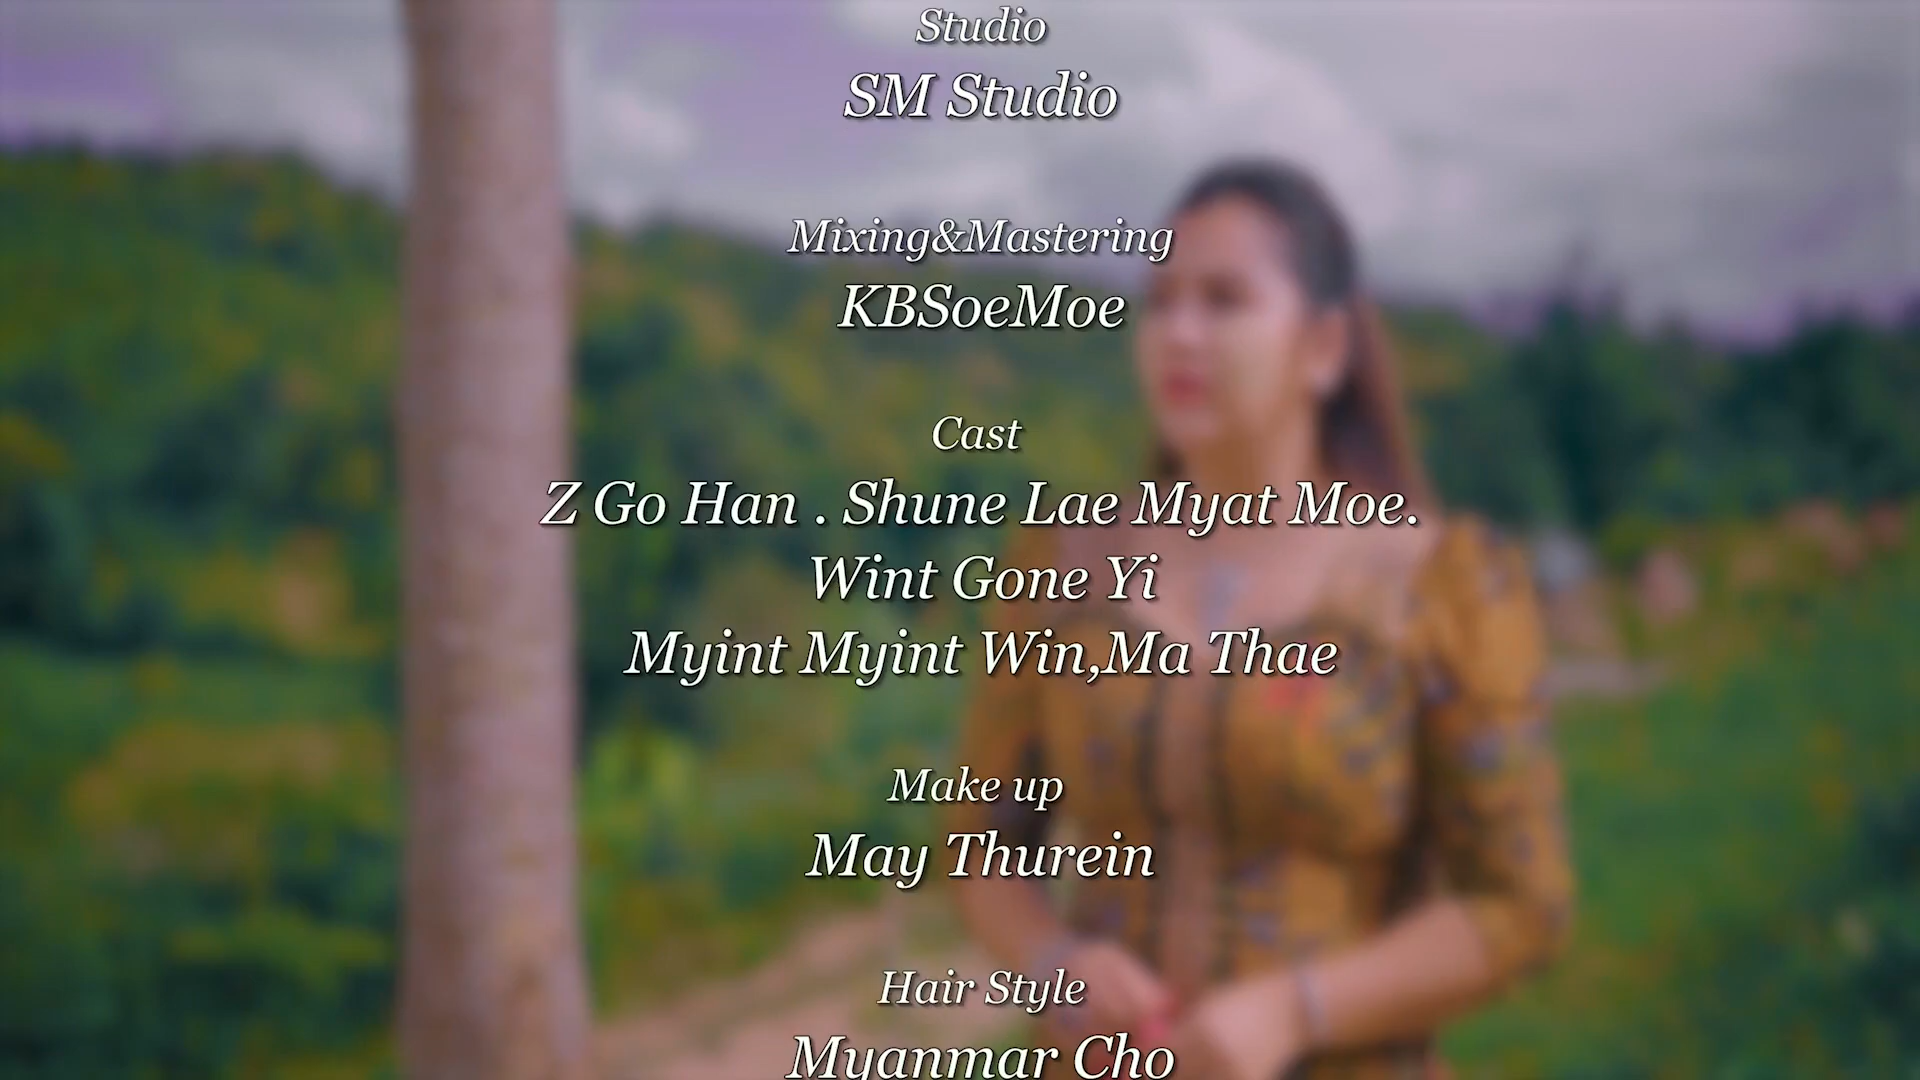 Studio
SM Studio
Mixing&Mastering
KBSoeMoe
Cast
Z Go Han . Shune Lae Myat Moe.
Wint Gone Yi
Myint Myint Win,Ma Thae
Make up
May Thurein
Hair Style
Myanmar Cho